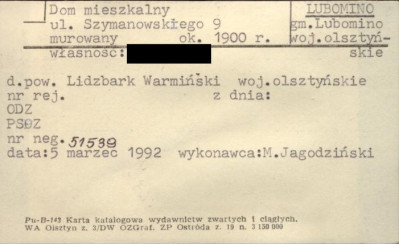 Dom mieszkalny LUBOMINO
ul. Szymanowskiego 9 gm.Lubomino
murowany ok. 1900 r. woj.olsztyń-
własność: skie
d.pow. Lidzbark Warmiński woj.olsztyńskie
nr rej. z dnia:
ODZ
PSOZ
nr neg. 51539
data:5 marzec 1992 wykonawca:M.Jagodziński
Pu-B-143 Karta katalogowa wydawnictw zwartych i ciągłych.
WA Olsztyn z. 3/DW OZGraf. ZP Ostróda z. 19 n. 3 150 000